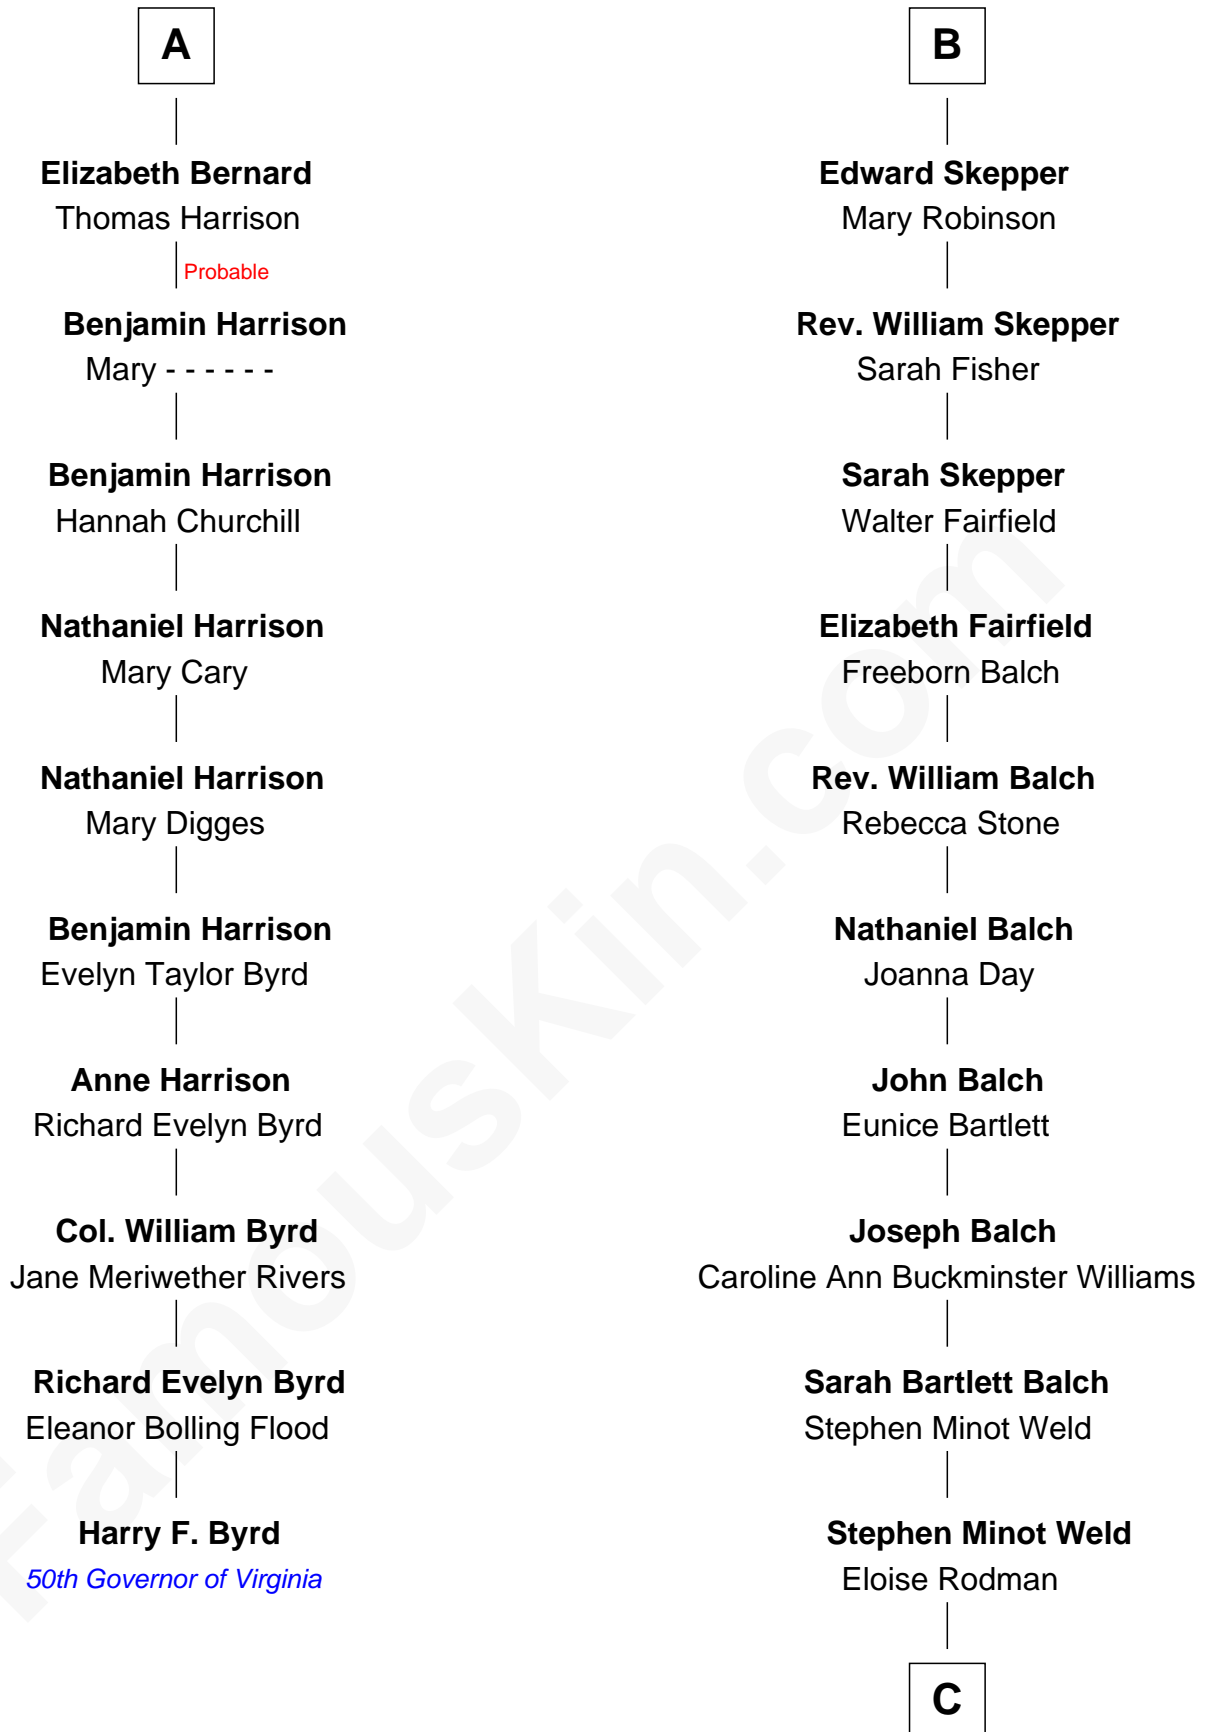 A
Elizabeth Bernard
Thomas Harrison
Probable
Benjamin Harrison
Mary - - - - - -
Benjamin Harrison
Hannah Churchill
Nathaniel Harrison
Mary Cary
Nathaniel Harrison
Mary Digges
Benjamin Harrison
Evelyn Taylor Byrd
Anne Harrison
Richard Evelyn Byrd
Col. William Byrd
Jane Meriwether Rivers
Richard Evelyn Byrd
Eleanor Bolling Flood
Harry F. Byrd
50th Governor of Virginia
B
Edward Skepper
Mary Robinson
Rev. William Skepper
Sarah Fisher
Sarah Skepper
Walter Fairfield
Elizabeth Fairfield
Freeborn Balch
Rev. William Balch
Rebecca Stone
Nathaniel Balch
Joanna Day
John Balch
Eunice Bartlett
Joseph Balch
Caroline Ann Buckminster Williams
Sarah Bartlett Balch
Stephen Minot Weld
Stephen Minot Weld
Eloise Rodman
C
FamousKin.com